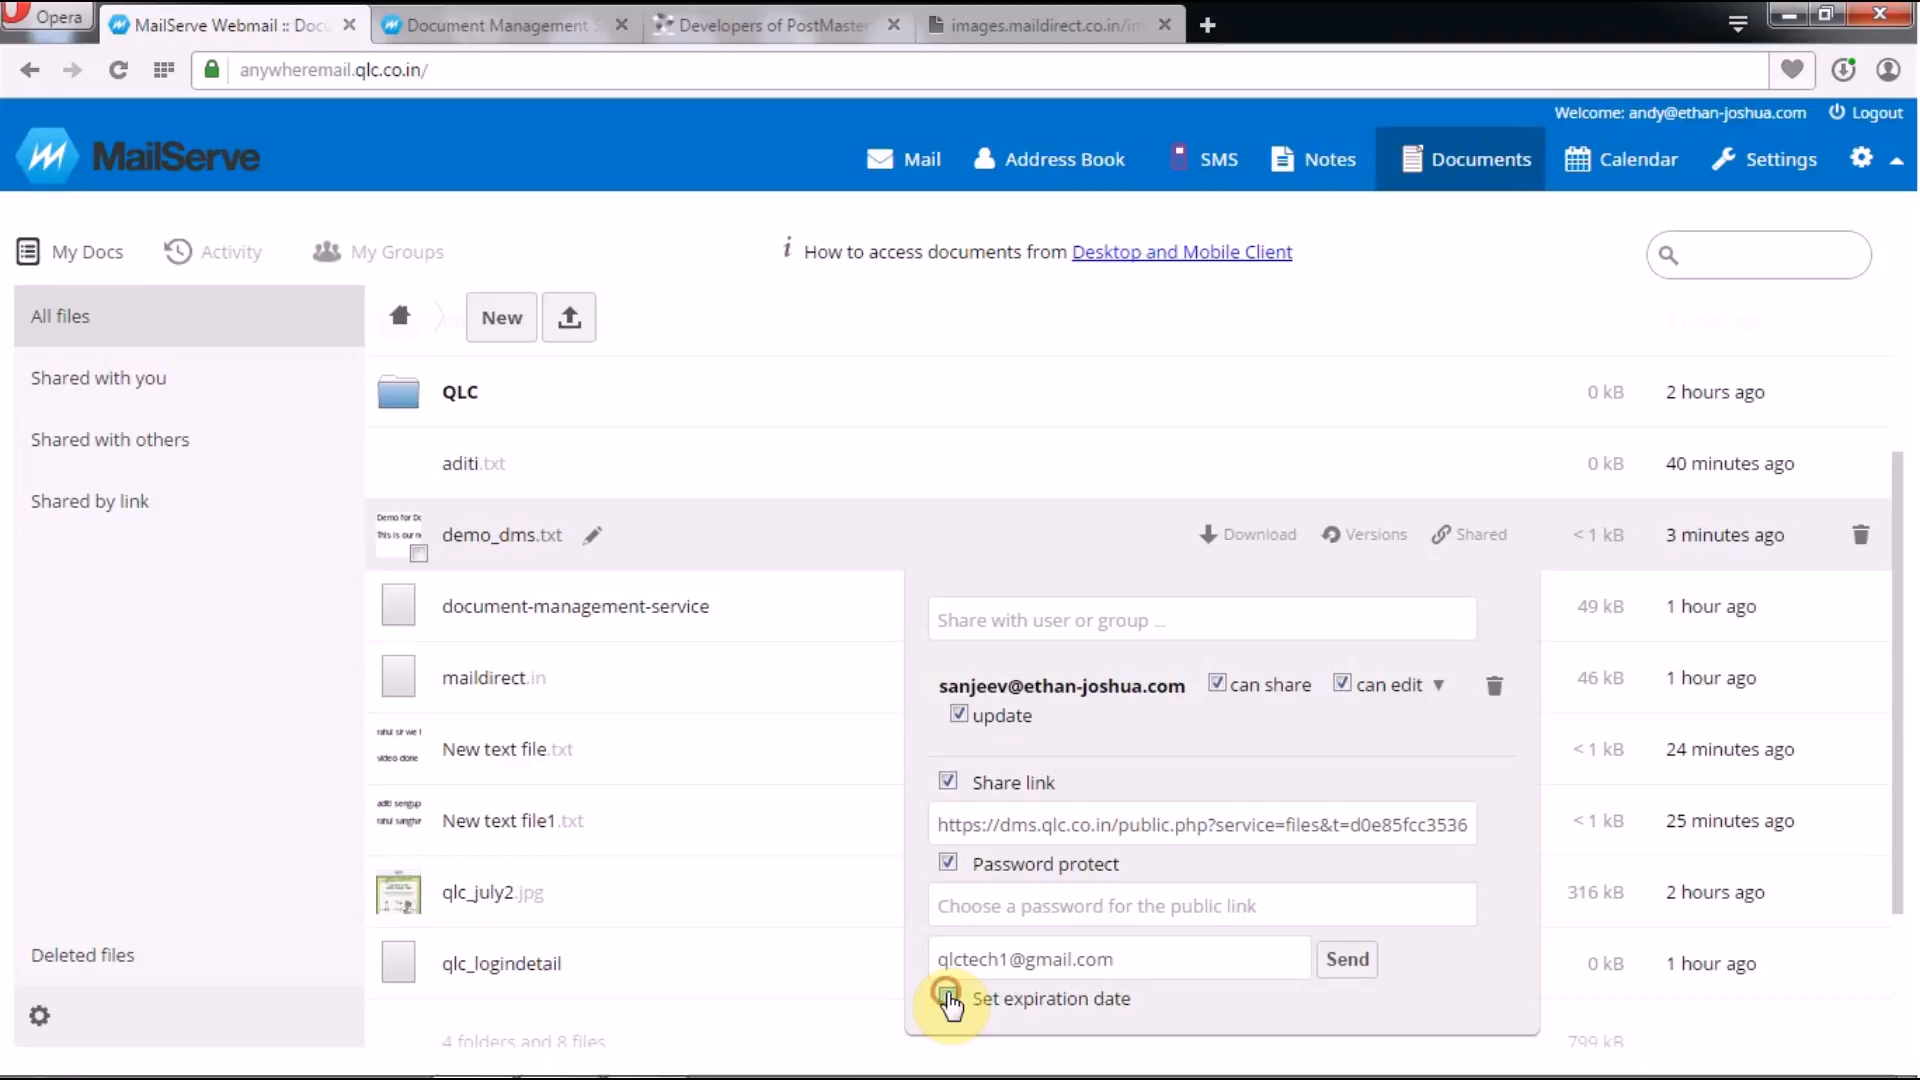 Opera
MailServe Webmail :: Docu
Document Management S
Developers of PostMaster
images.maildirect.co.in/im
anywheremail.qlc.co.in/
Welcome: andy@ethan-joshua.com Logout
MailServe
Mail Address Book SMS Notes Documents Calendar Settings
My Docs Activity My Groups
How to access documents from Desktop and Mobile Client
All files
Shared with you
Shared with others
Shared by link
Deleted files
New
QLC 0 kB 2 hours ago
aditi.txt 0 kB 40 minutes ago
demo_dms.txt Download Versions Shared < 1 kB 3 minutes ago
document-management-service 49 kB 1 hour ago
maildirect.in 46 kB 1 hour ago
New text file.txt < 1 kB 24 minutes ago
New text file1.txt < 1 kB 25 minutes ago
qlc_july2.jpg 316 kB 2 hours ago
qlc_logindetail 0 kB 1 hour ago
4 folders and 8 files 799 kB
Share with user or group ...
sanjeev@ethan-joshua.com can share can edit
update
Share link
https://dms.qlc.co.in/public.php?service=files&t=d0e85fcc3536
Password protect
Choose a password for the public link
qlctech1@gmail.com Send
Set expiration date